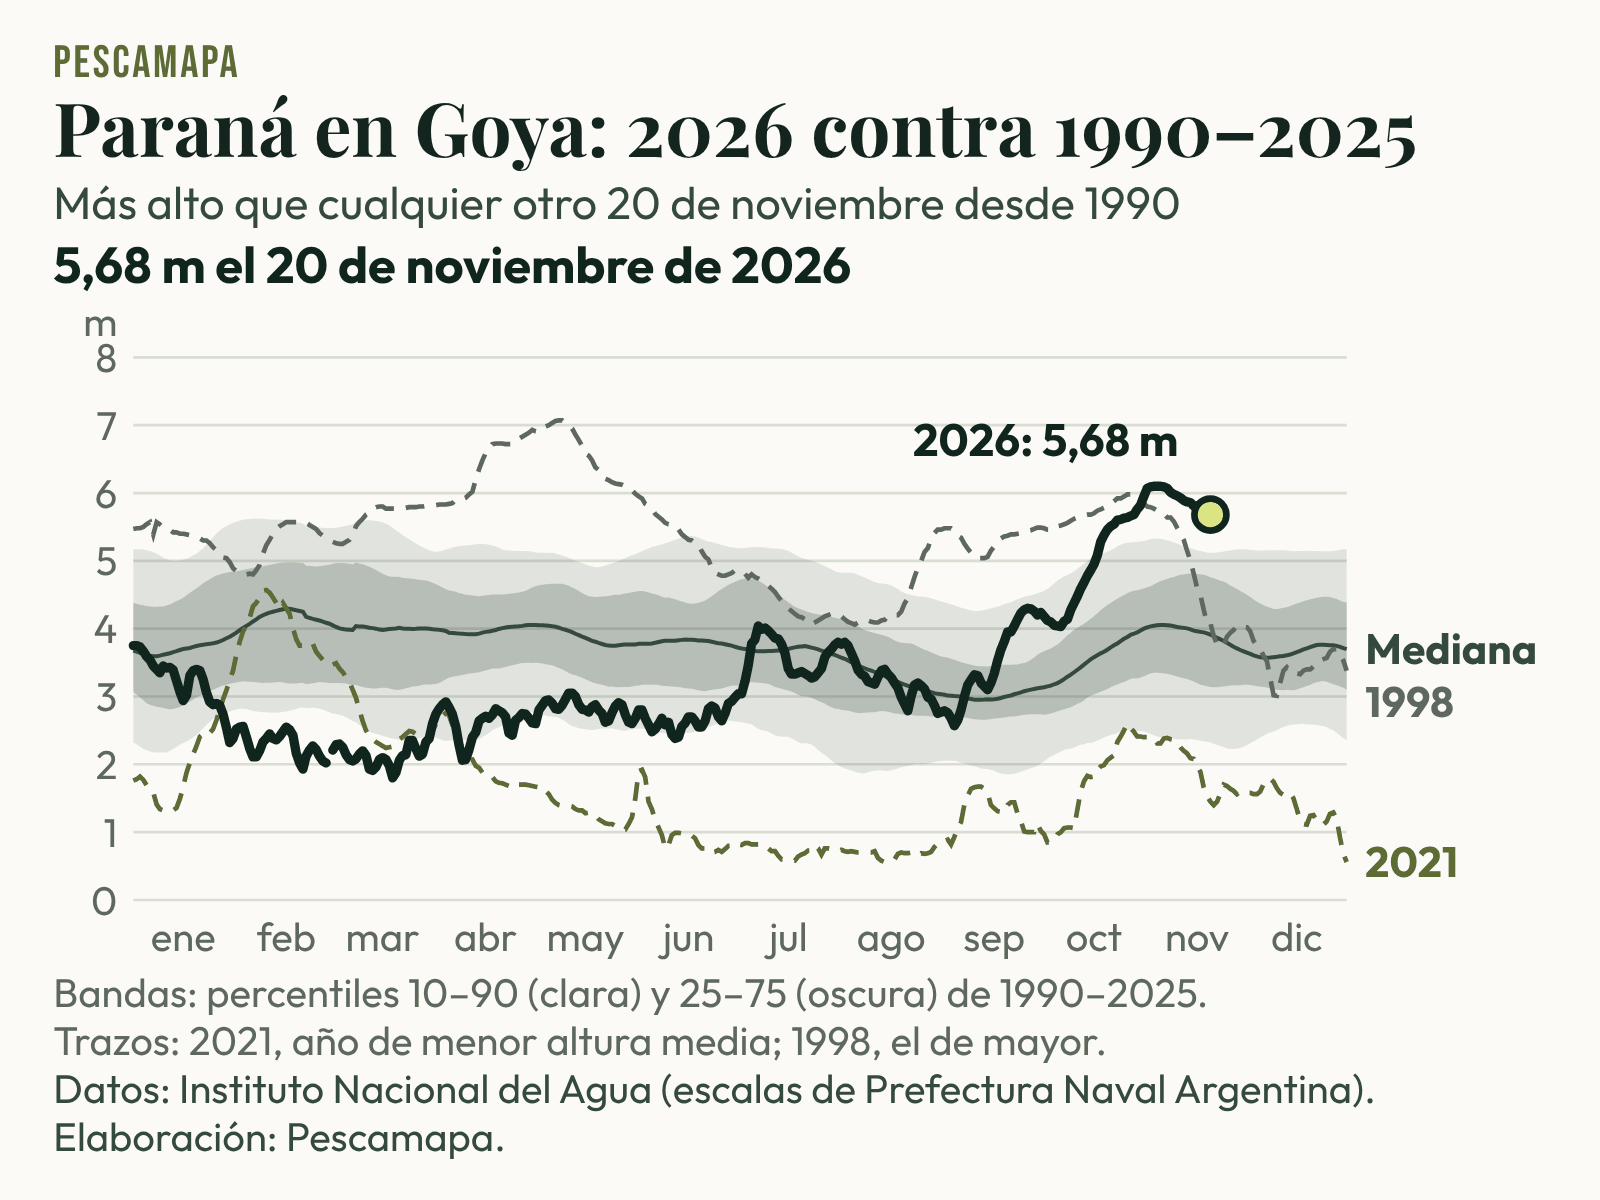 PESCAMAPA
Paraná en Goya: 2026 contra 1990–2025
Más alto que cualquier otro 20 de noviembre desde 1990
5,68 m el 20 de noviembre de 2026
m
8
7
2026: 5,68 m
6
5
4
Mediana
3
1998
2
1
2021
0
ene feb mar abr may jun jul ago sep oct nov dic
Bandas: percentiles 10–90 (clara) y 25–75 (oscura) de 1990–2025.
Trazos: 2021, año de menor altura media; 1998, el de mayor.
Datos: Instituto Nacional del Agua (escalas de Prefectura Naval Argentina).
Elaboración: Pescamapa.